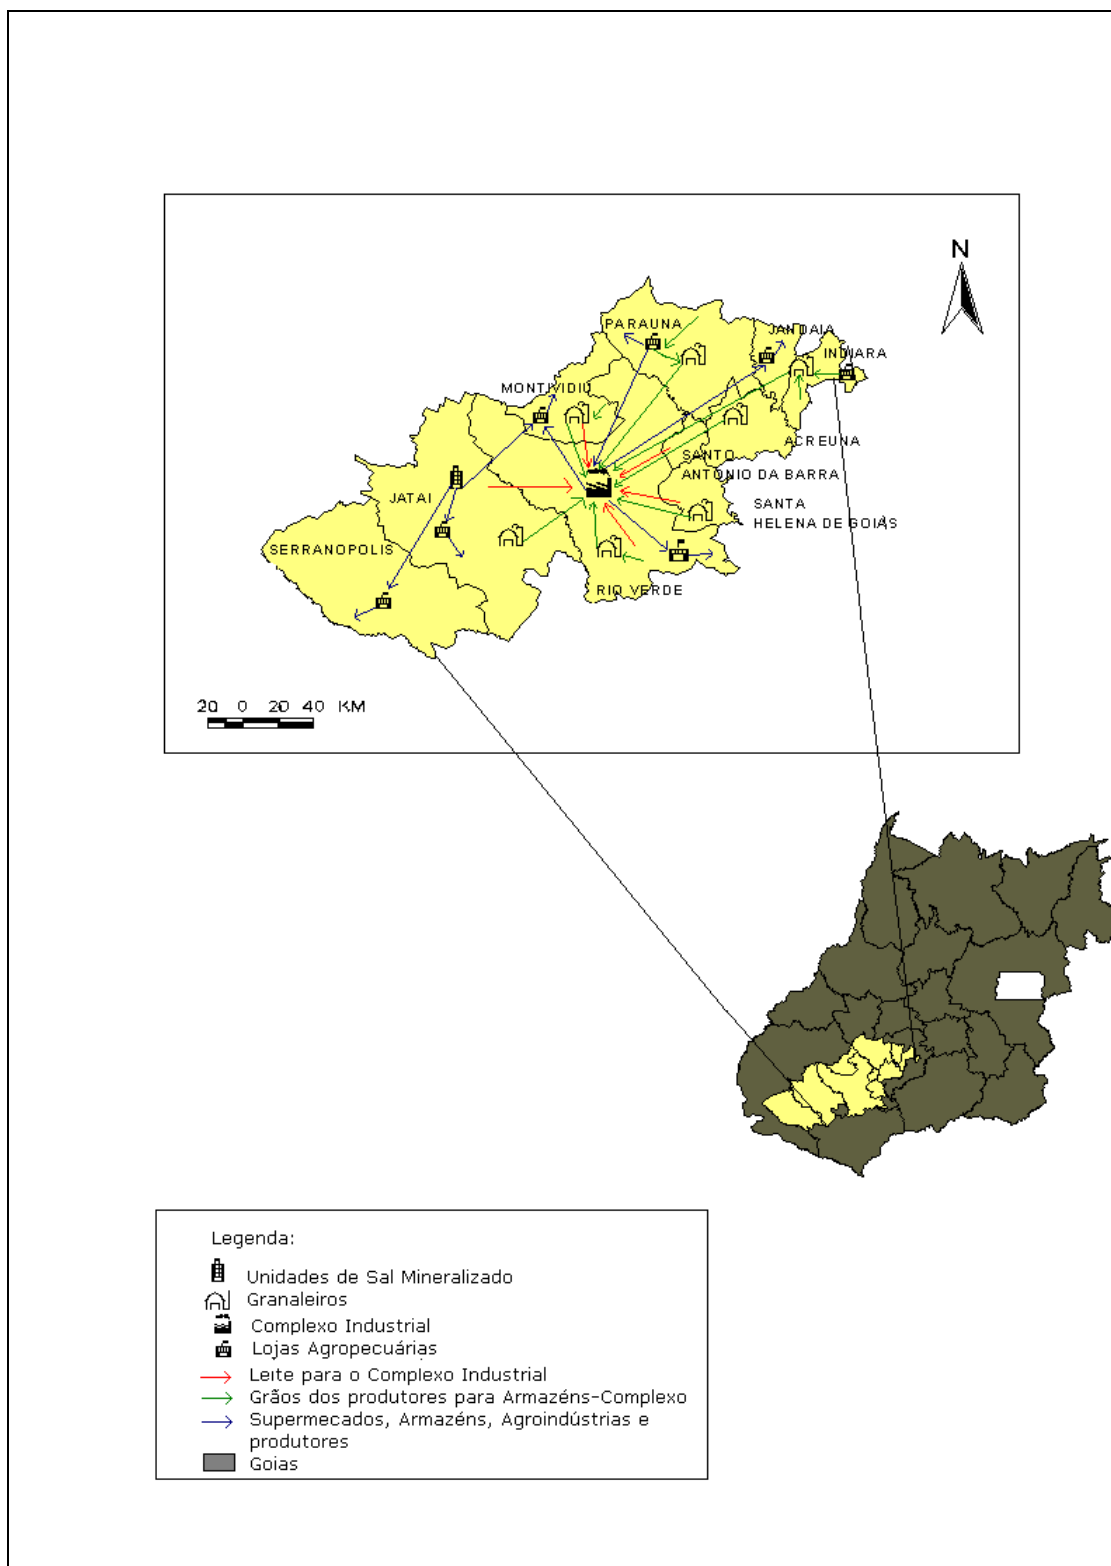 N
PARAUNA
JANDAIA
INDIARA
MONTIVIDIU
ACREUNA
SANTO
ANTONIO DA BARRA
JATAI
SANTA
HELENA DE GOIÁS
SERRANOPOLIS
RIO VERDE
20 0 20 40 KM
Legenda:
Unidades de Sal Mineralizado
Granaleiros
Complexo Industrial
Lojas Agropecuárias
Leite para o Complexo Industrial
Grãos dos produtores para Armazéns-Complexo
Supermecados, Armazéns, Agroindústrias e
produtores
Goias